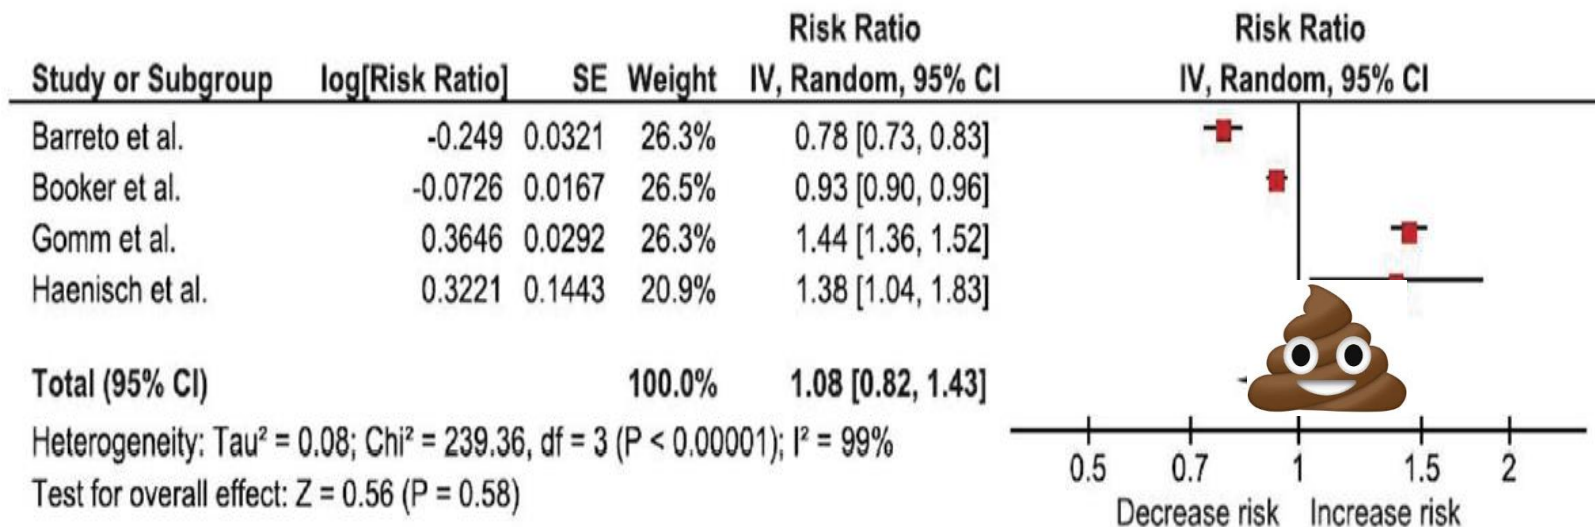 Risk Ratio Risk Ratio
Study or Subgroup log[Risk Ratio] SE Weight IV, Random, 95% CI IV, Random, 95% CI
Barreto et al. -0.249 0.0321 26.3% 0.78 [0.73, 0.83]
Booker et al. -0.0726 0.0167 26.5% 0.93 [0.90, 0.96]
Gomm et al. 0.3646 0.0292 26.3% 1.44 [1.36, 1.52]
Haenisch et al. 0.3221 0.1443 20.9% 1.38 [1.04, 1.83]
Total (95% CI) 100.0% 1.08 [0.82, 1.43]
Heterogeneity: Tau² = 0.08; Chi² = 239.36, df = 3 (P < 0.00001); I² = 99%
Test for overall effect: Z = 0.56 (P = 0.58)
0.5 0.7 1 1.5 2
Decrease risk Increase risk